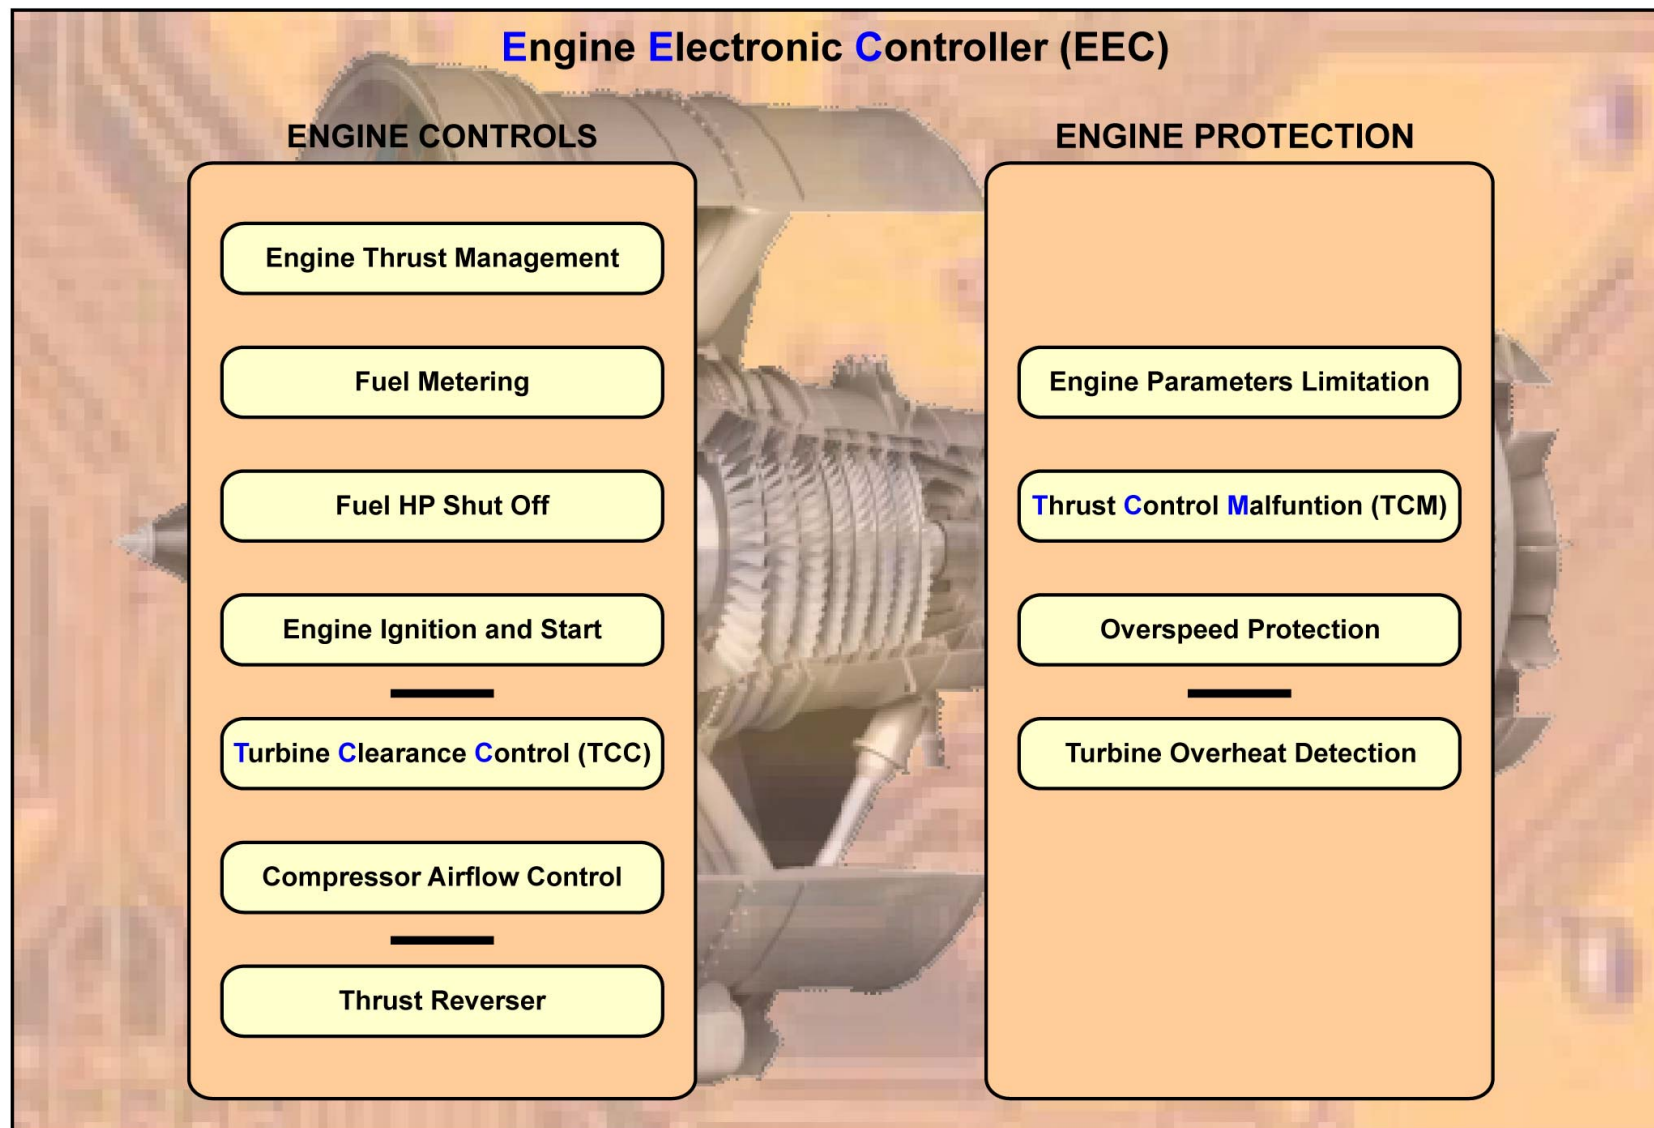 Engine Electronic Controller (EEC)
ENGINE CONTROLS
Engine Thrust Management
Fuel Metering
Fuel HP Shut Off
Engine Ignition and Start
Turbine Clearance Control (TCC)
Compressor Airflow Control
Thrust Reverser
ENGINE PROTECTION
Engine Parameters Limitation
Thrust Control Malfuntion (TCM)
Overspeed Protection
Turbine Overheat Detection